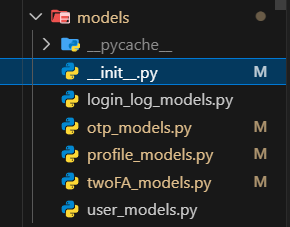 models
__pycache__
__init__.py M
login_log_models.py
otp_models.py M
profile_models.py M
twoFA_models.py M
user_models.py